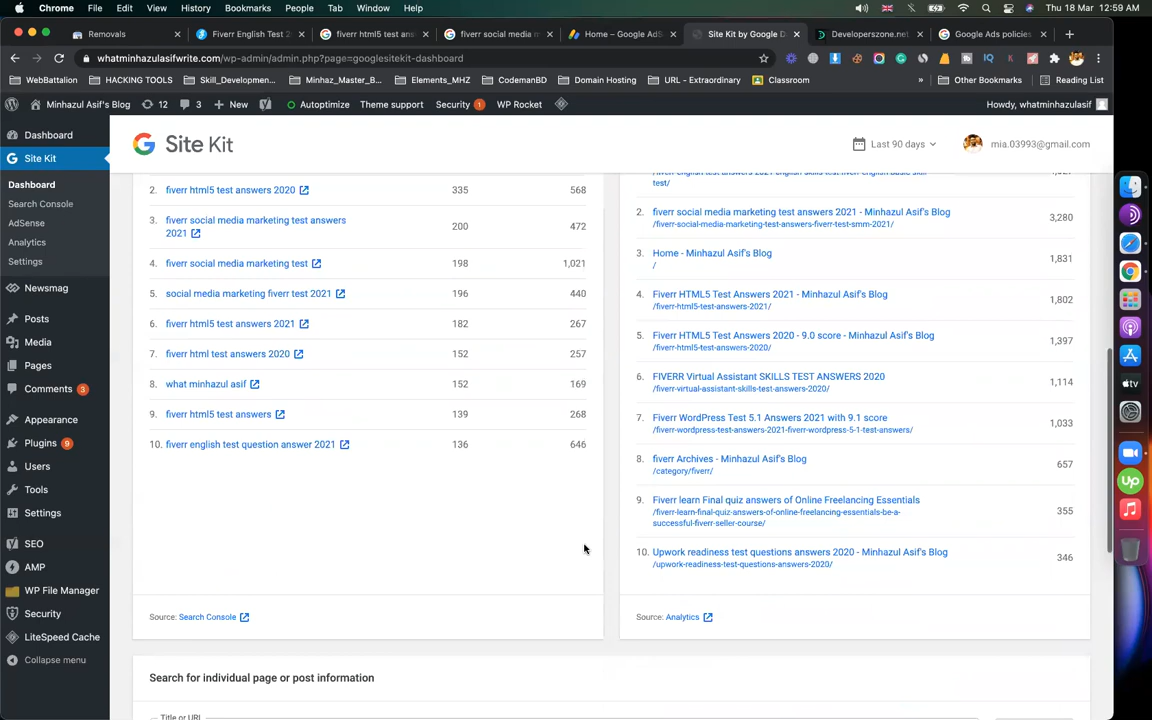 Chrome File Edit View History Bookmarks People Tab Window Help Thu 18 Mar 12:59 AM
Removals
Fiverr English Test 2
fiverr html5 test ans
fiverr social media m
Home – Google AdS
Site Kit by Google D
Developerszone.net
Google Ads policies
whatminhazulasifwrite.com/wp-admin/admin.php?page=googlesitekit-dashboard
WebBattalion HACKING TOOLS Skill_Developmen... Minhaz_Master_B... Elements_MHZ CodemanBD Domain Hosting URL - Extraordinary Classroom » Other Bookmarks Reading List
Minhazul Asif's Blog 12 3 New Autoptimize Theme support Security 1 WP Rocket Howdy, whatminhazulasif
Dashboard
Site Kit
Dashboard
Search Console
AdSense
Analytics
Settings
Newsmag
Posts
Media
Pages
Comments 3
Appearance
Plugins 9
Users
Tools
Settings
SEO
AMP
WP File Manager
Security
LiteSpeed Cache
Collapse menu
G Site Kit Last 90 days mia.03993@gmail.com
2. fiverr html5 test answers 2020 335 568
3. fiverr social media marketing test answers
2021 200 472
4. fiverr social media marketing test 198 1,021
5. social media marketing fiverr test 2021 196 440
6. fiverr html5 test answers 2021 182 267
7. fiverr html test answers 2020 152 257
8. what minhazul asif 152 169
9. fiverr html5 test answers 139 268
10. fiverr english test question answer 2021 136 646
Source: Search Console
test/
2. fiverr social media marketing test answers 2021 - Minhazul Asif's Blog 3,280
/fiverr-social-media-marketing-test-answers-fiverr-test-smm-2021/
3. Home - Minhazul Asif's Blog 1,831
/
4. Fiverr HTML5 Test Answers 2021 - Minhazul Asif's Blog 1,802
/fiverr-html5-test-answers-2021/
5. Fiverr HTML5 Test Answers 2020 - 9.0 score - Minhazul Asif's Blog 1,397
/fiverr-html5-test-answers-2020/
6. FIVERR Virtual Assistant SKILLS TEST ANSWERS 2020 1,114
/fiverr-virtual-assistant-skills-test-answers-2020/
7. Fiverr WordPress Test 5.1 Answers 2021 with 9.1 score 1,033
/fiverr-wordpress-test-answers-2021-fiverr-wordpress-5-1-test-answers/
8. fiverr Archives - Minhazul Asif's Blog 657
/category/fiverr/
9. Fiverr learn Final quiz answers of Online Freelancing Essentials 355
/fiverr-learn-final-quiz-answers-of-online-freelancing-essentials-be-a-
successful-fiverr-seller-course/
10. Upwork readiness test questions answers 2020 - Minhazul Asif's Blog 346
/upwork-readiness-test-questions-answers-2020/
Source: Analytics
Search for individual page or post information
Title or URL